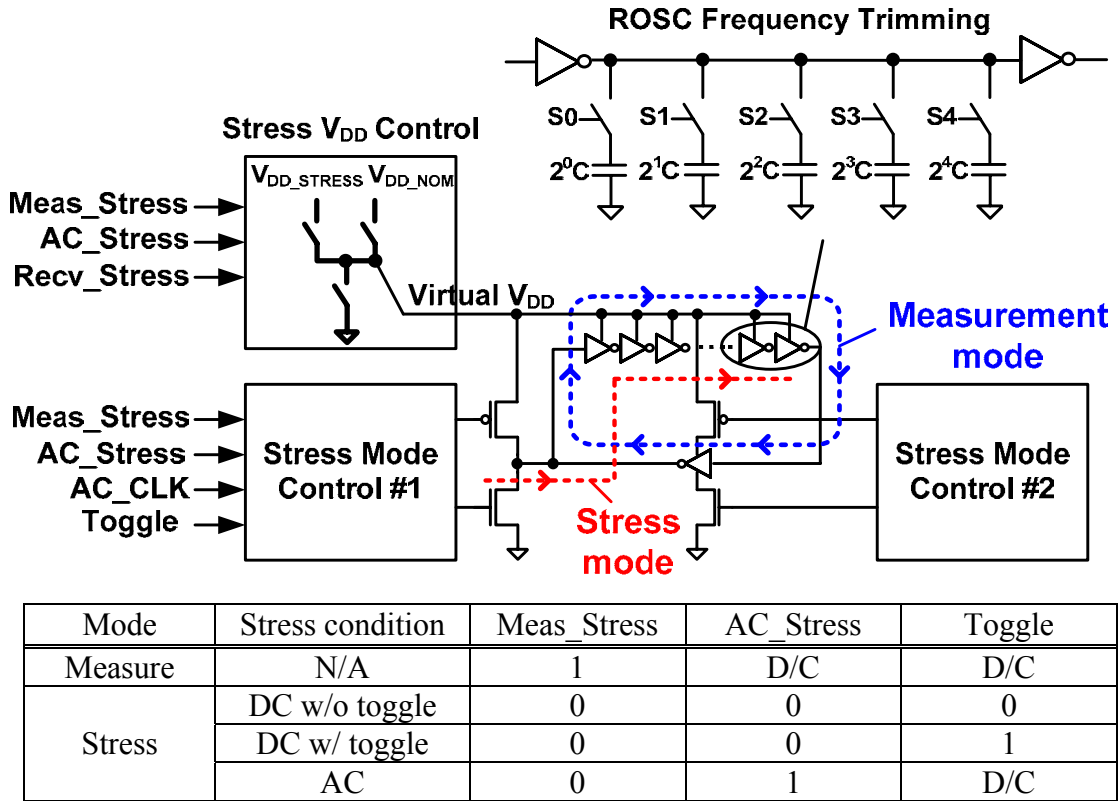 ROSC Frequency Trimming
S0 S1 S2 S3 S4
2⁰C 2¹C 2²C 2³C 2⁴C
Stress V_DD Control
V_DD_STRESS V_DD_NOM
Meas_Stress
AC_Stress
Recv_Stress
Virtual V_DD
Measurement
mode
Meas_Stress
AC_Stress
AC_CLK
Toggle
Stress Mode
Control #1
Stress
mode
Stress Mode
Control #2
Mode Stress condition Meas_Stress AC_Stress Toggle
Measure N/A 1 D/C D/C
Stress
DC w/o toggle 0 0 0
DC w/ toggle 0 0 1
AC 0 1 D/C